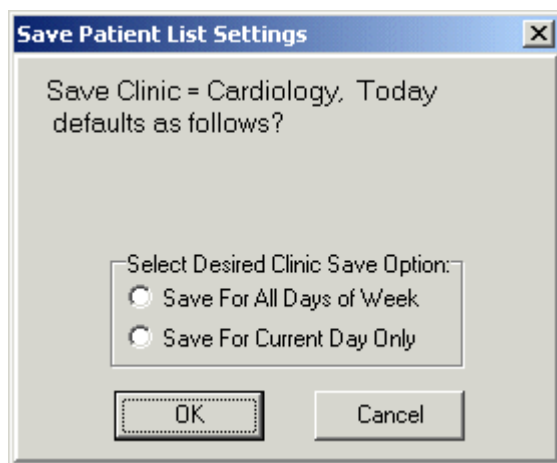 Save Patient List Settings
Save Clinic = Cardiology,  Today
defaults as follows?
Select Desired Clinic Save Option:
Save For All Days of Week
Save For Current Day Only
OK
Cancel